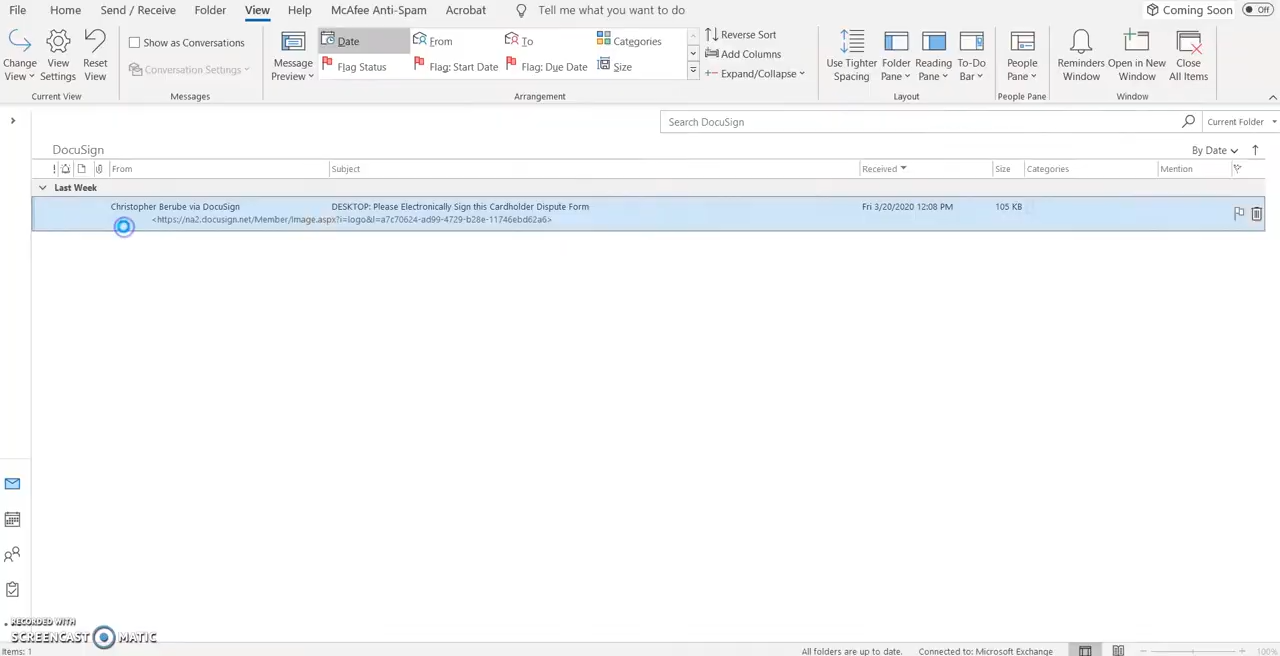 File Home Send / Receive Folder View Help McAfee Anti-Spam Acrobat Tell me what you want to do Coming Soon Off
Change View View Settings Reset View
Show as Conversations
Conversation Settings
Message Preview
Date From To Categories
Flag Status Flag: Start Date Flag: Due Date Size
Reverse Sort
Add Columns
Expand/Collapse
Use Tighter Spacing Folder Pane Reading Pane To-Do Bar People Pane Reminders Window Open in New Window Close All Items
Current View Messages Arrangement Layout People Pane Window
Search DocuSign Current Folder
DocuSign By Date
! From Subject Received Size Categories Mention
Last Week
Christopher Berube via DocuSign DESKTOP: Please Electronically Sign this Cardholder Dispute Form Fri 3/20/2020 12:08 PM 105 KB
<https://na2.docusign.net/Member/Image.aspx?i=logo&l=a7c70624-ad99-4729-b28e-11746ebd62a6>
RECORDED WITH
SCREENCAST MATIC
Items: 1 All folders are up to date. Connected to: Microsoft Exchange 100%